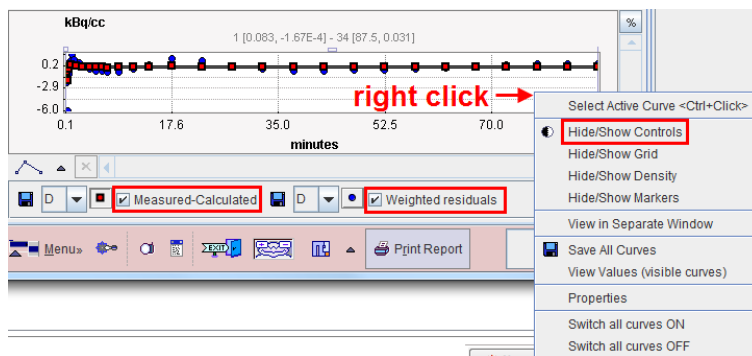 kBq/cc
1 [0.083, -1.67E-4] - 34 [87.5, 0.031]
%
0.2
-2.9
-6.0
0.1 17.6 35.0 52.5 70.0
minutes
right click
Select Active Curve <Ctrl+Click>
Hide/Show Controls
Hide/Show Grid
Hide/Show Density
Hide/Show Markers
View in Separate Window
Save All Curves
View Values (visible curves)
Properties
Switch all curves ON
Switch all curves OFF
D Measured-Calculated D Weighted residuals
Menu» EXIT Print Report